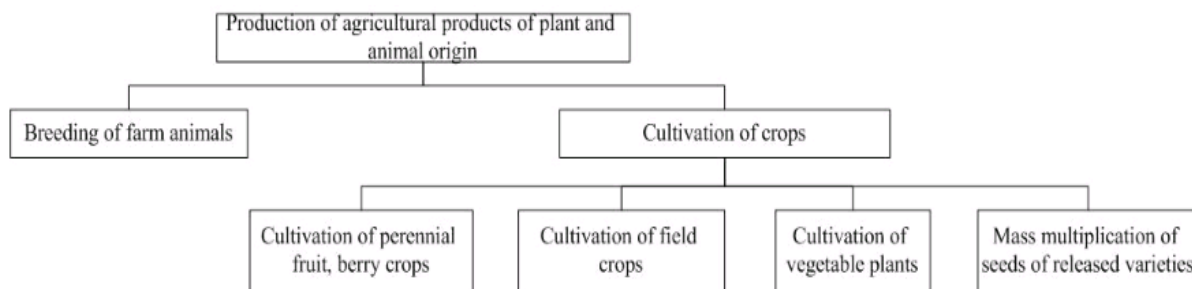 Production of agricultural products of plant and
animal origin
Breeding of farm animals
Cultivation of crops
Cultivation of perennial
fruit, berry crops
Cultivation of field
crops
Cultivation of
vegetable plants
Mass multiplication of
seeds of released varieties